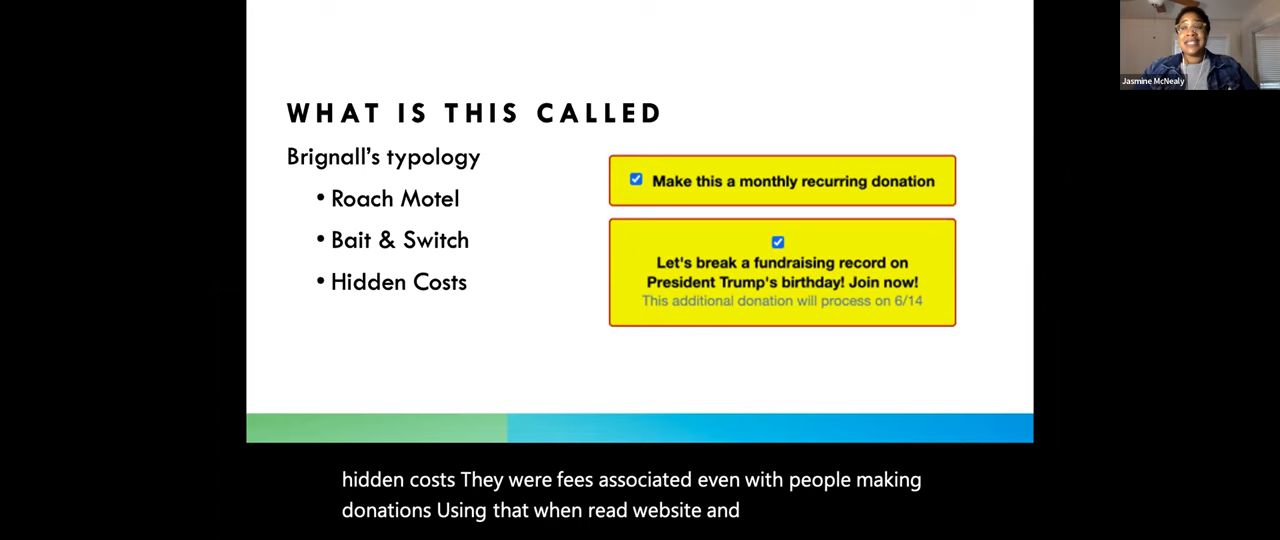 WHAT IS THIS CALLED
Brignall's typology
• Roach Motel
• Bait & Switch
• Hidden Costs
Make this a monthly recurring donation
Let's break a fundraising record on
President Trump's birthday! Join now!
This additional donation will process on 6/14
Jasmine McNealy
hidden costs They were fees associated even with people making
donations Using that when read website and